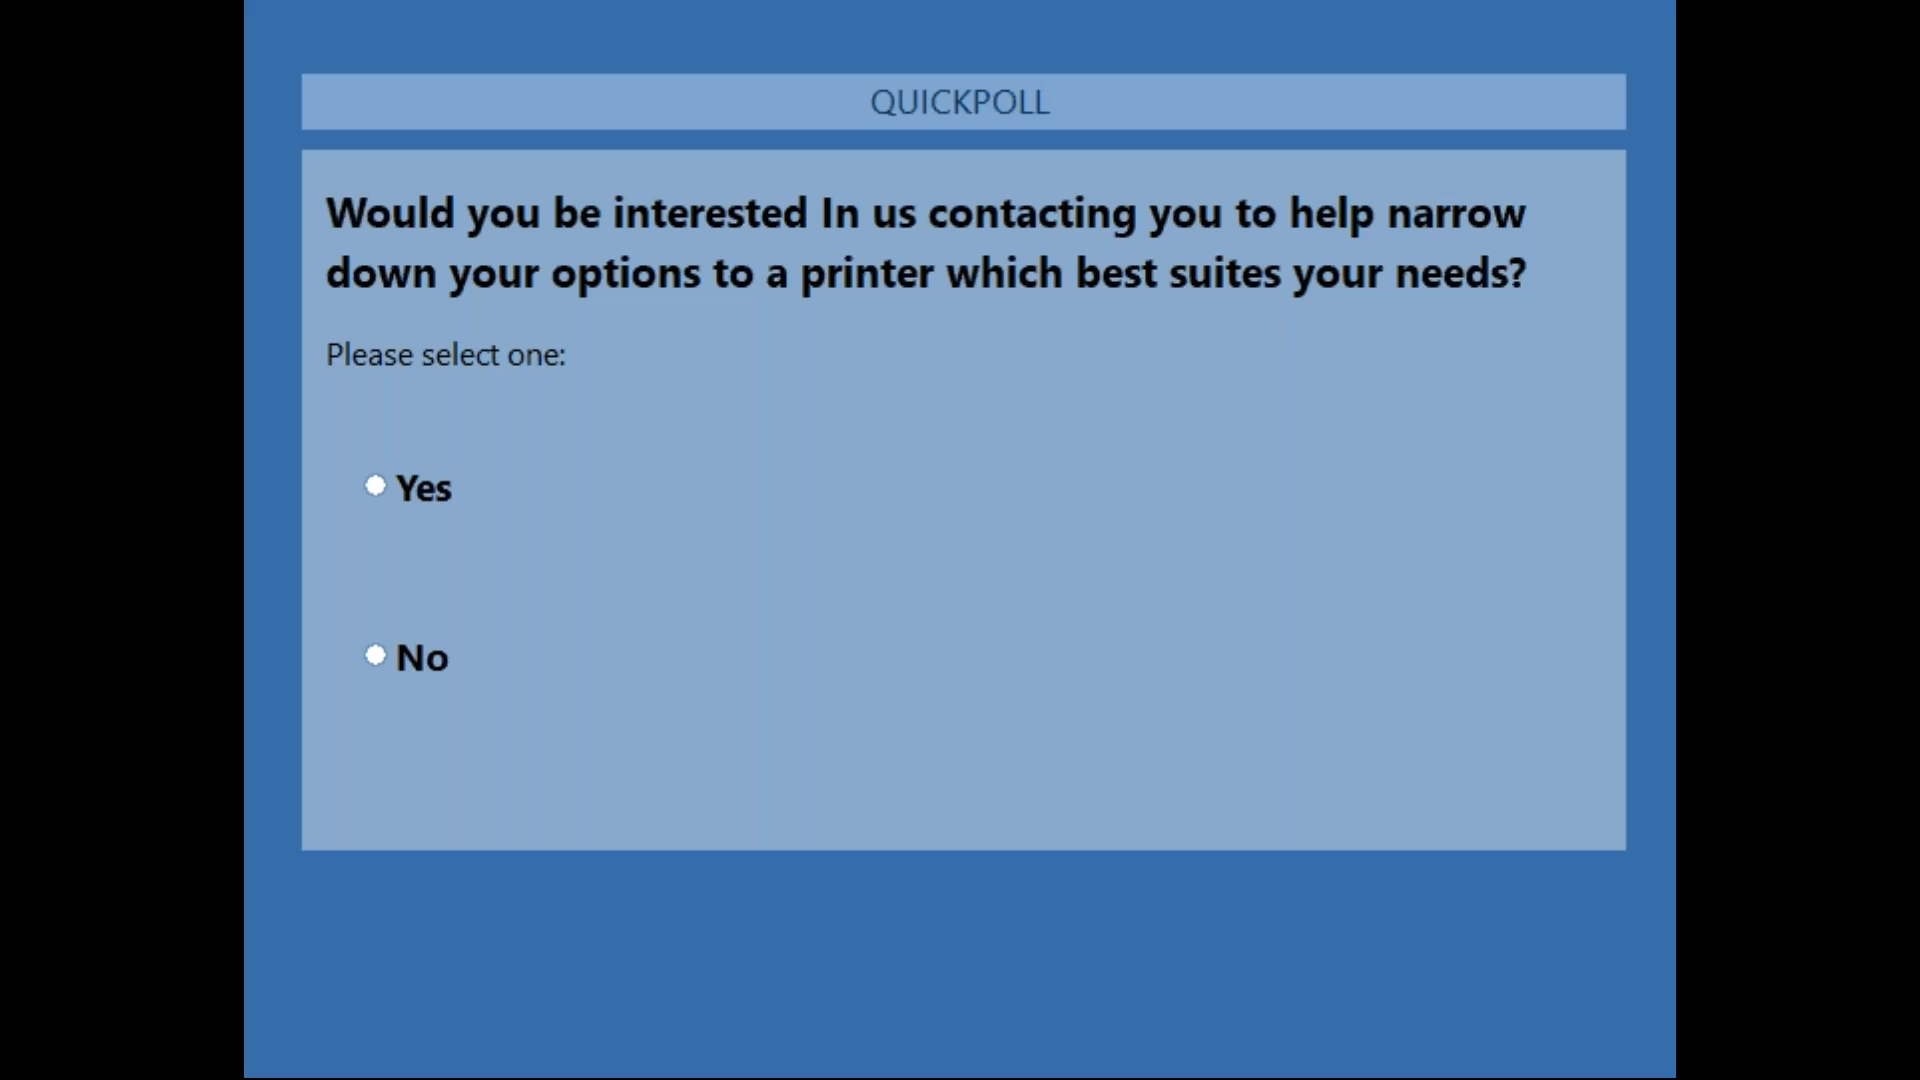 QUICKPOLL
Would you be interested In us contacting you to help narrow
down your options to a printer which best suites your needs?
Please select one:
Yes
No